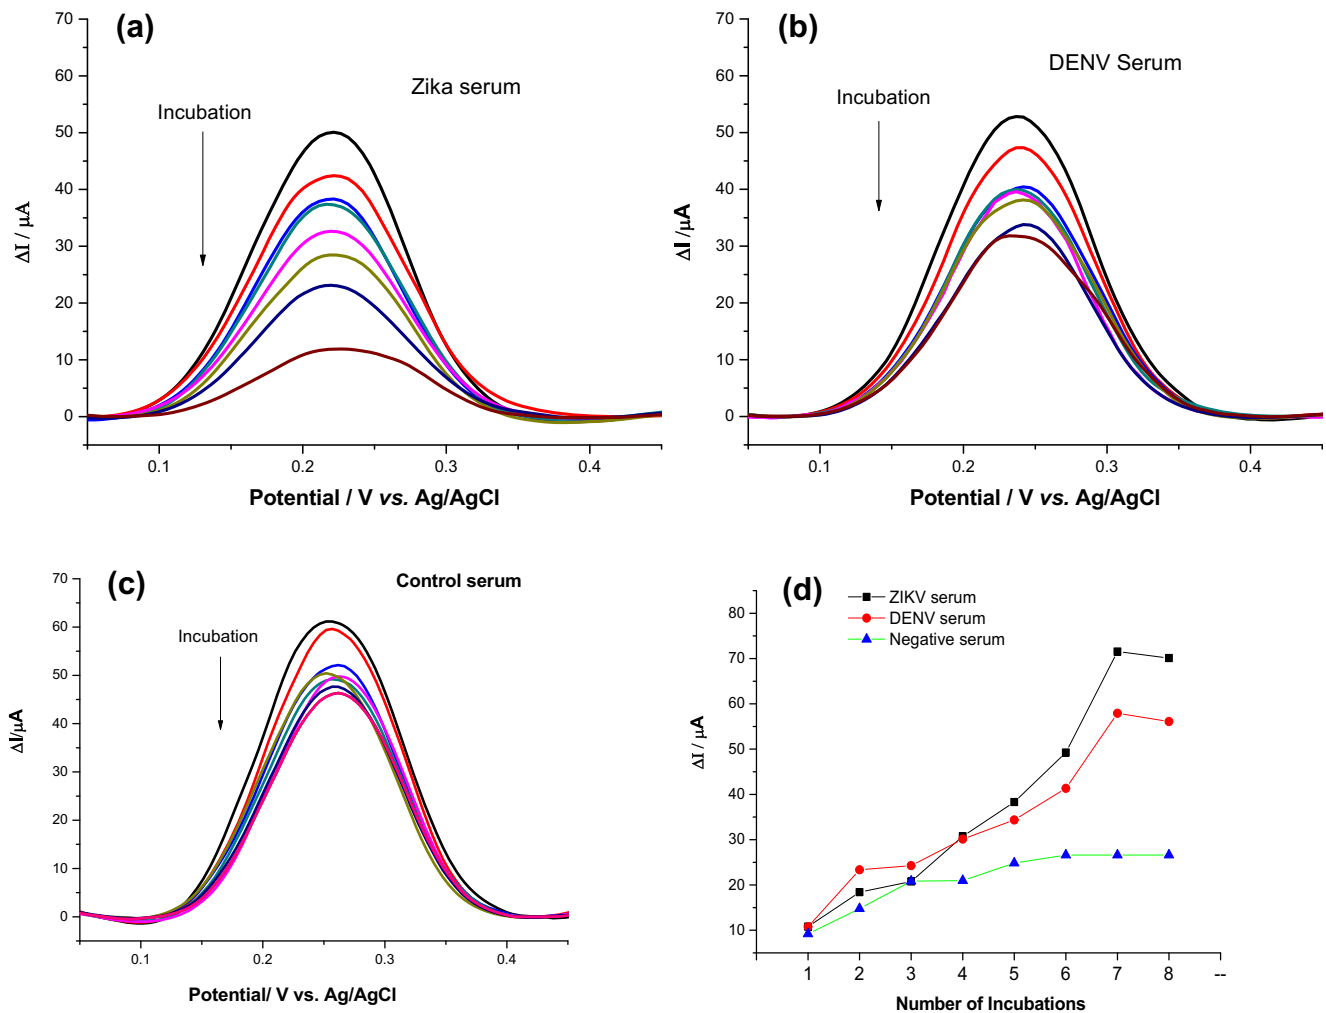 (a)
Zika serum
Incubation
ΔI / μA
70
60
50
40
30
20
10
0
0.1 0.2 0.3 0.4
Potential / V vs. Ag/AgCl
(b)
DENV Serum
Incubation
ΔI /μA
70
60
50
40
30
20
10
0
0.1 0.2 0.3 0.4
Potential / V vs. Ag/AgCl
(c)
Control serum
Incubation
ΔI/μA
70
60
50
40
30
20
10
0
0.1 0.2 0.3 0.4
Potential/ V vs. Ag/AgCl
(d)
ZIKV serum
DENV serum
Negative serum
ΔI / μA
80
70
60
50
40
30
20
10
1 2 3 4 5 6 7 8 --
Number of Incubations